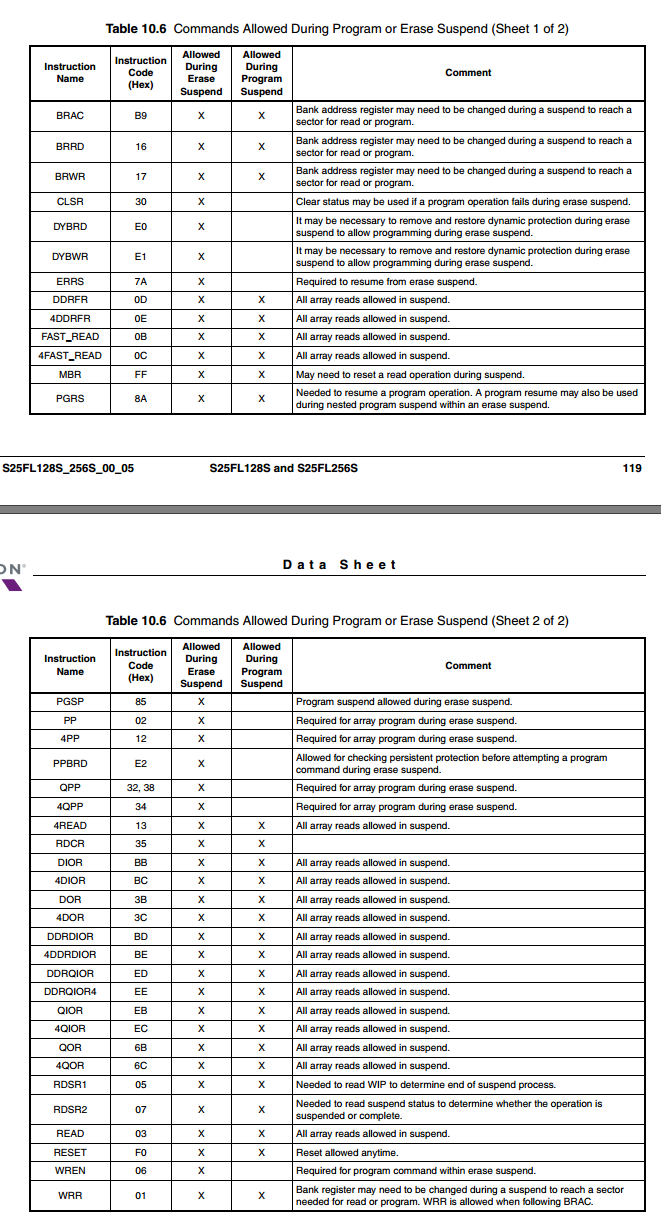 Table 10.6 Commands Allowed During Program or Erase Suspend (Sheet 1 of 2)
Instruction Name | Instruction Code (Hex) | Allowed During Erase Suspend | Allowed During Program Suspend | Comment
BRAC B9 X X Bank address register may need to be changed during a suspend to reach a
sector for read or program.
BRRD 16 X X Bank address register may need to be changed during a suspend to reach a
sector for read or program.
BRWR 17 X X Bank address register may need to be changed during a suspend to reach a
sector for read or program.
CLSR 30 X Clear status may be used if a program operation fails during erase suspend.
DYBRD E0 X It may be necessary to remove and restore dynamic protection during erase
suspend to allow programming during erase suspend.
DYBWR E1 X It may be necessary to remove and restore dynamic protection during erase
suspend to allow programming during erase suspend.
ERRS 7A X Required to resume from erase suspend.
DDRFR 0D X X All array reads allowed in suspend.
4DDRFR 0E X X All array reads allowed in suspend.
FAST_READ 0B X X All array reads allowed in suspend.
4FAST_READ 0C X X All array reads allowed in suspend.
MBR FF X X May need to reset a read operation during suspend.
PGRS 8A X X Needed to resume a program operation. A program resume may also be used
during nested program suspend within an erase suspend.
S25FL128S_256S_00_05 S25FL128S and S25FL256S 119
ON®
Data Sheet
Table 10.6 Commands Allowed During Program or Erase Suspend (Sheet 2 of 2)
Instruction Name | Instruction Code (Hex) | Allowed During Erase Suspend | Allowed During Program Suspend | Comment
PGSP 85 X Program suspend allowed during erase suspend.
PP 02 X Required for array program during erase suspend.
4PP 12 X Required for array program during erase suspend.
PPBRD E2 X Allowed for checking persistent protection before attempting a program
command during erase suspend.
QPP 32, 38 X Required for array program during erase suspend.
4QPP 34 X Required for array program during erase suspend.
4READ 13 X X All array reads allowed in suspend.
RDCR 35 X X
DIOR BB X X All array reads allowed in suspend.
4DIOR BC X X All array reads allowed in suspend.
DOR 3B X X All array reads allowed in suspend.
4DOR 3C X X All array reads allowed in suspend.
DDRDIOR BD X X All array reads allowed in suspend.
4DDRDIOR BE X X All array reads allowed in suspend.
DDRQIOR ED X X All array reads allowed in suspend.
DDRQIOR4 EE X X All array reads allowed in suspend.
QIOR EB X X All array reads allowed in suspend.
4QIOR EC X X All array reads allowed in suspend.
QOR 6B X X All array reads allowed in suspend.
4QOR 6C X X All array reads allowed in suspend.
RDSR1 05 X X Needed to read WIP to determine end of suspend process.
RDSR2 07 X X Needed to read suspend status to determine whether the operation is
suspended or complete.
READ 03 X X All array reads allowed in suspend.
RESET F0 X X Reset allowed anytime.
WREN 06 X Required for program command within erase suspend.
WRR 01 X X Bank register may need to be changed during a suspend to reach a sector
needed for read or program. WRR is allowed when following BRAC.